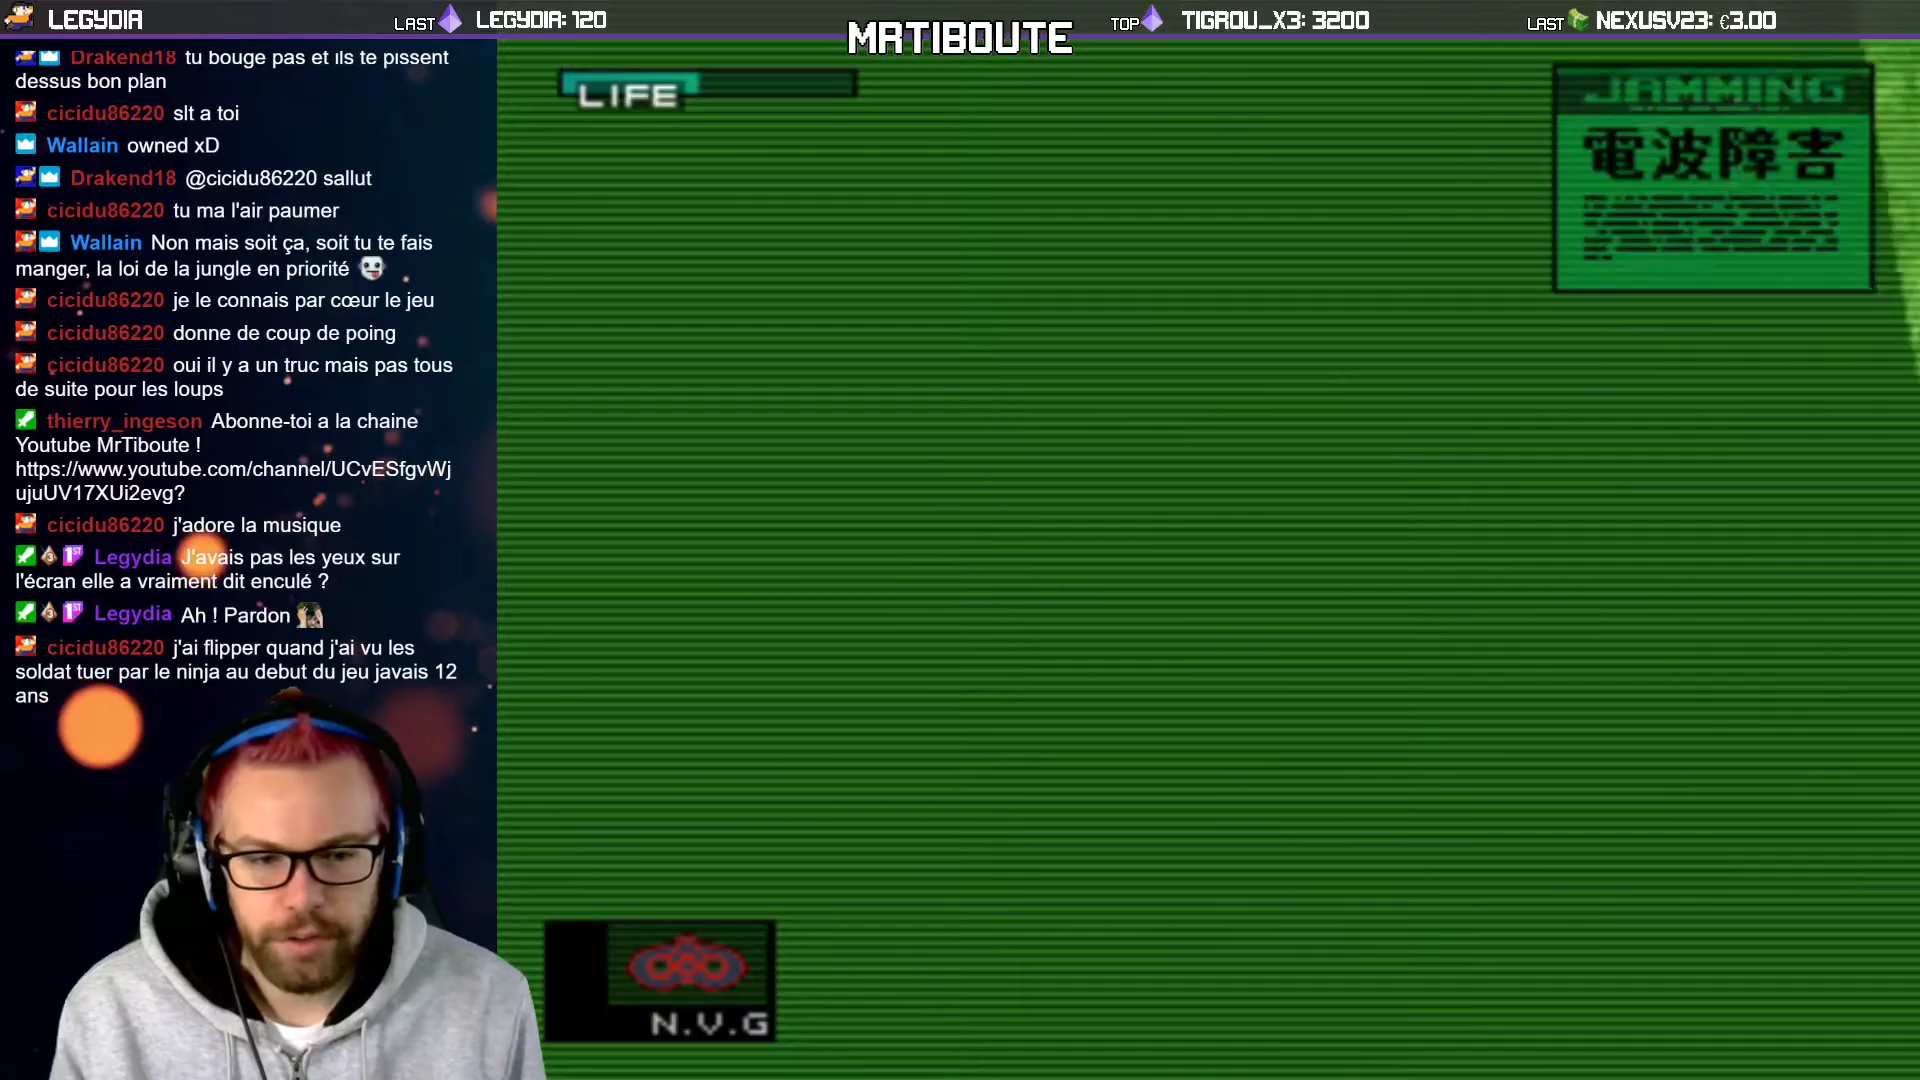 LEGYDIA
LAST LEGYDIA: 120
MRTIBOUTE
TOP TIGROU_X3: 3200
LAST NEXUSV23: €3.00
Drakend18 tu bouge pas et ils te pissent
dessus bon plan
cicidu86220 slt a toi
Wallain owned xD
Drakend18 @cicidu86220 sallut
cicidu86220 tu ma l'air paumer
Wallain Non mais soit ça, soit tu te fais
manger, la loi de la jungle en priorité
cicidu86220 je le connais par cœur le jeu
cicidu86220 donne de coup de poing
cicidu86220 oui il y a un truc mais pas tous
de suite pour les loups
thierry_ingeson Abonne-toi a la chaine
Youtube MrTiboute !
https://www.youtube.com/channel/UCvESfgvWj
ujuUV17XUi2evg?
cicidu86220 j'adore la musique
Legydia J'avais pas les yeux sur
l'écran elle a vraiment dit enculé ?
Legydia Ah ! Pardon
cicidu86220 j'ai flipper quand j'ai vu les
soldat tuer par le ninja au debut du jeu javais 12
ans
LIFE
JAMMING
電波障害
N.V.G